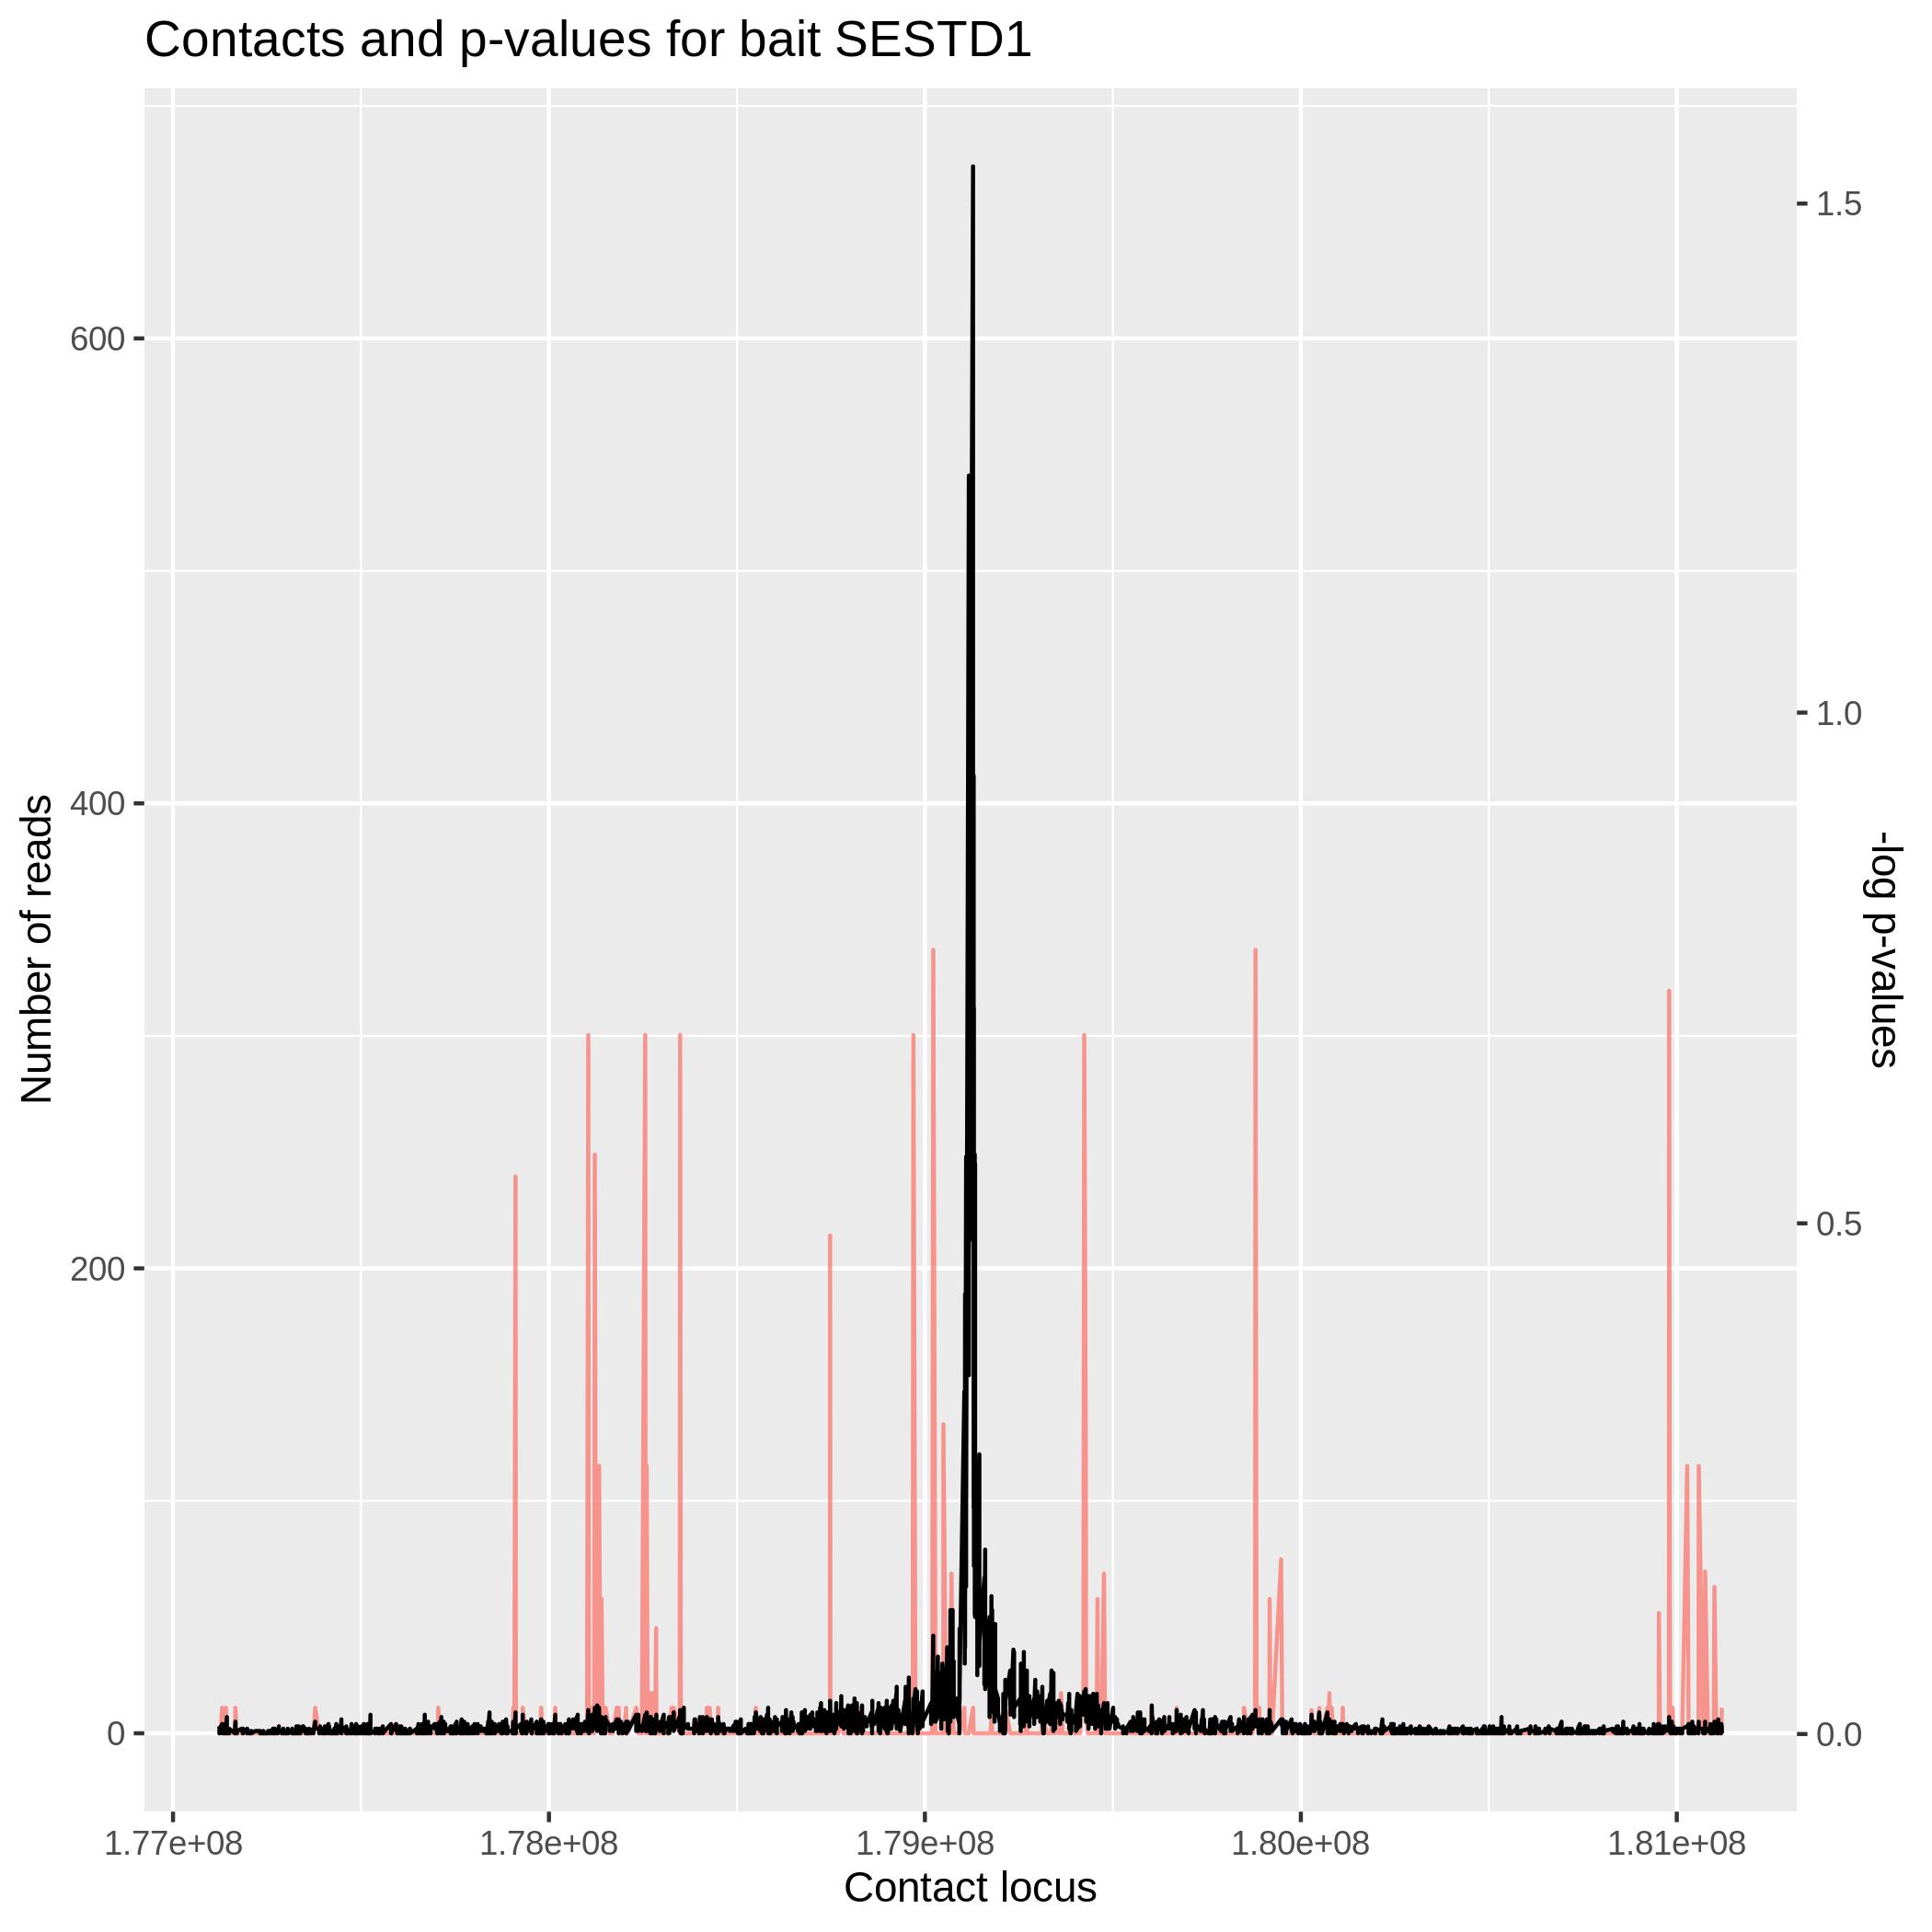 Contacts and p-values for bait SESTD1
Number of reads
600
400
200
0
1.5
1.0
0.5
0.0
-log p-values
1.77e+08
1.78e+08
1.79e+08
1.80e+08
1.81e+08
Contact locus